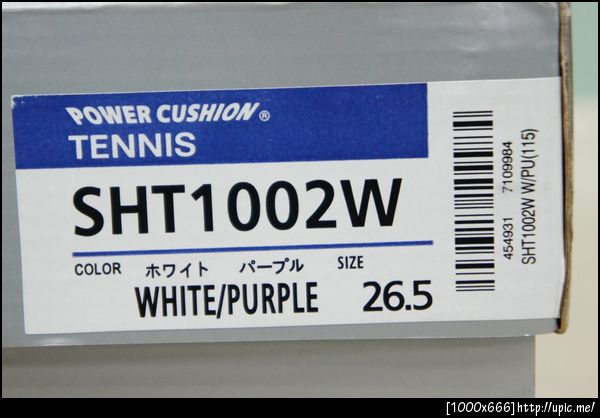 POWER CUSHION®
TENNIS
SHT1002W
COLOR ホワイト パープル SIZE
WHITE/PURPLE 26.5
454931 7109984
SHT1002W W/PU(115)
[1000x666]http://upic.me/